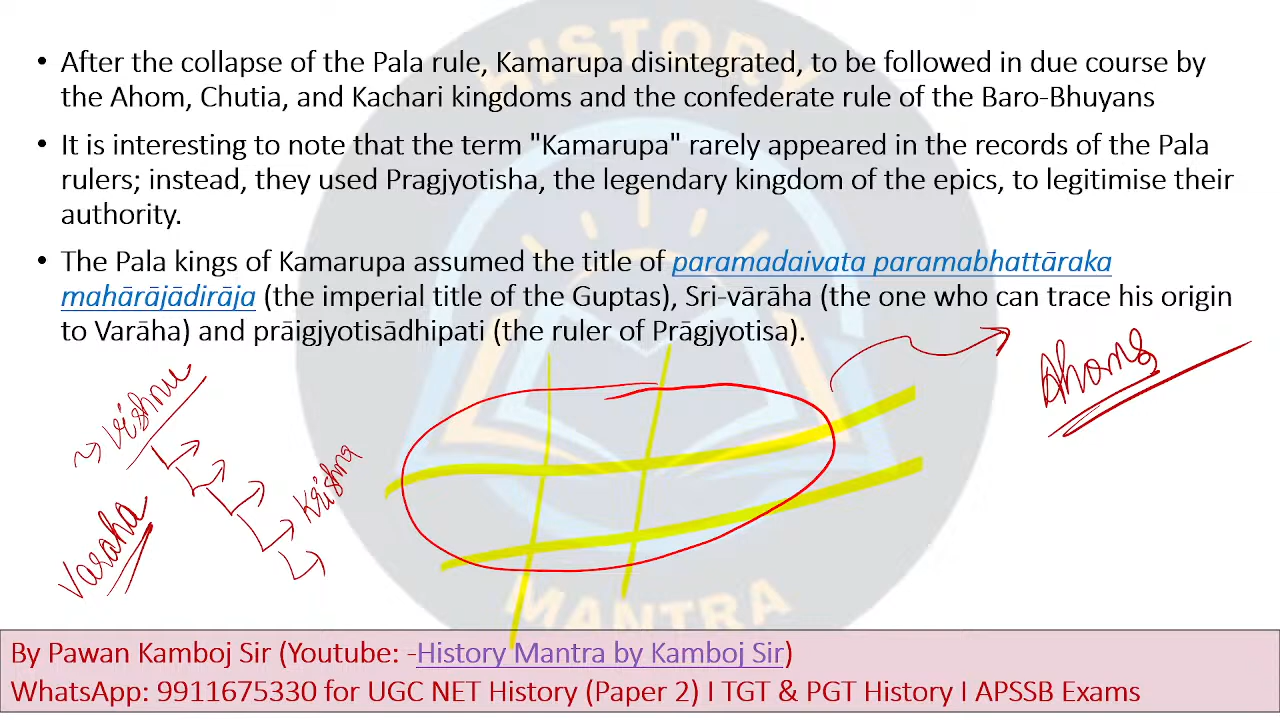 HISTORY
• After the collapse of the Pala rule, Kamarupa disintegrated, to be followed in due course by
the Ahom, Chutia, and Kachari kingdoms and the confederate rule of the Baro-Bhuyans
• It is interesting to note that the term "Kamarupa" rarely appeared in the records of the Pala
rulers; instead, they used Pragjyotisha, the legendary kingdom of the epics, to legitimise their
authority.
• The Pala kings of Kamarupa assumed the title of paramadaivata paramabhattāraka
mahārājādirāja (the imperial title of the Guptas), Sri-vārāha (the one who can trace his origin
to Varāha) and prāigjyotisādhipati (the ruler of Prāgjyotisa).
Ahoms
Vishnu
Krishna
Varaha
MANTRA
By Pawan Kamboj Sir (Youtube: -History Mantra by Kamboj Sir)
WhatsApp: 9911675330 for UGC NET History (Paper 2) I TGT & PGT History I APSSB Exams